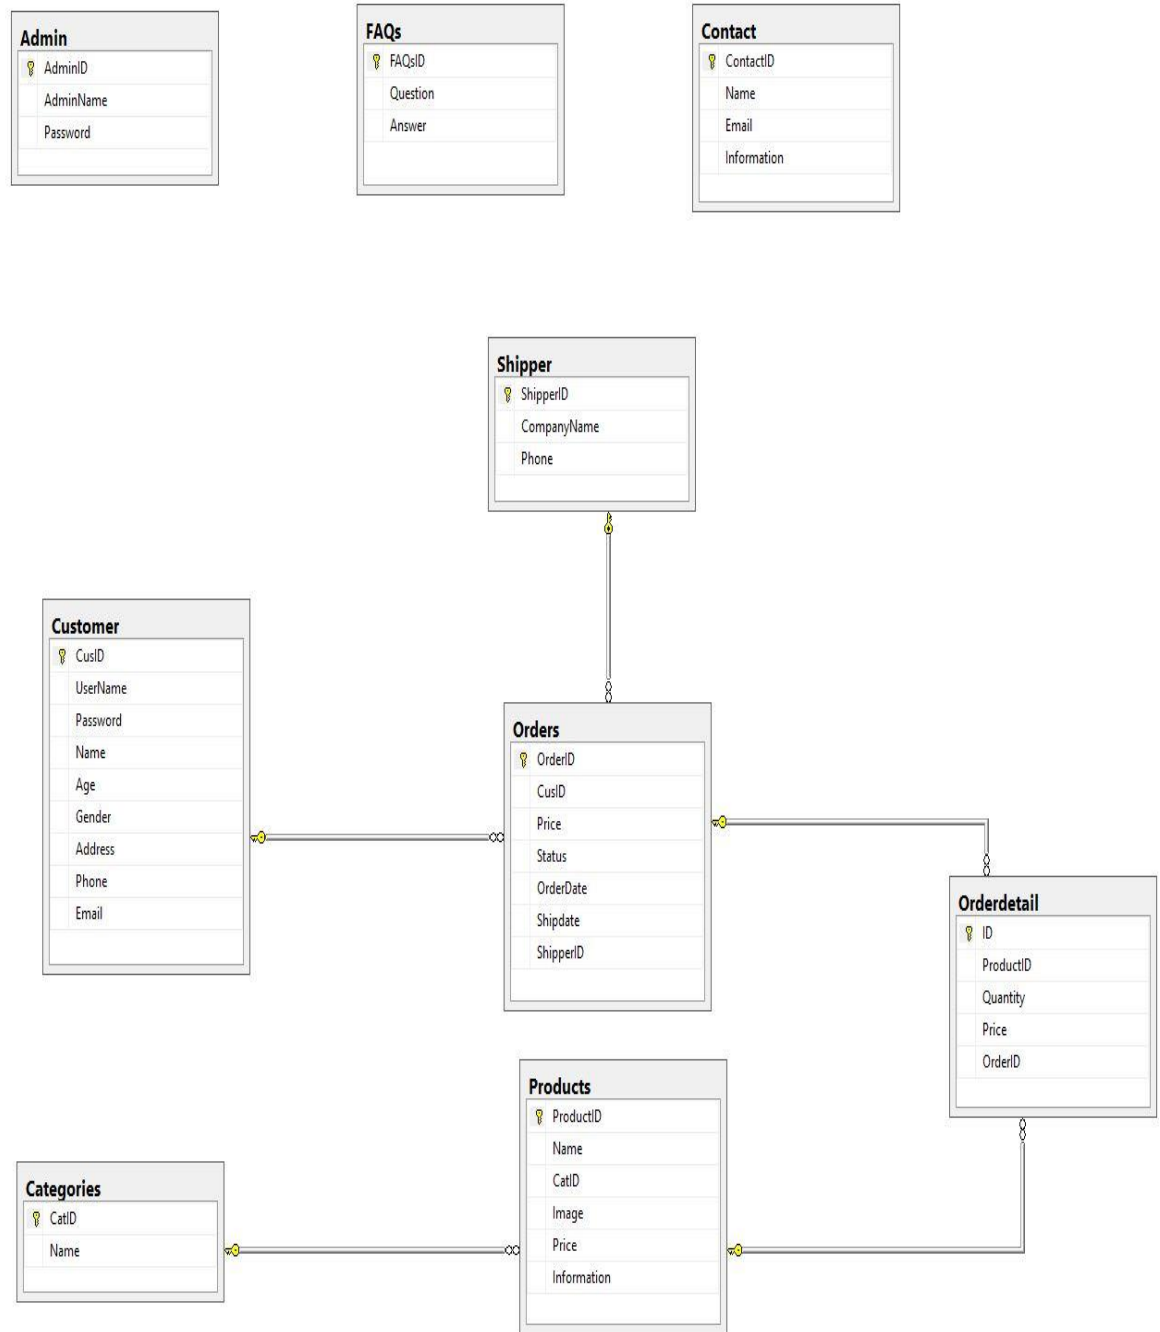 Admin
AdminID
AdminName
Password
FAQs
FAQsID
Question
Answer
Contact
ContactID
Name
Email
Information
Shipper
ShipperID
CompanyName
Phone
Customer
CusID
UserName
Password
Name
Age
Gender
Address
Phone
Email
Orders
OrderID
CusID
Price
Status
OrderDate
Shipdate
ShipperID
Orderdetail
ID
ProductID
Quantity
Price
OrderID
Products
ProductID
Name
CatID
Image
Price
Information
Categories
CatID
Name